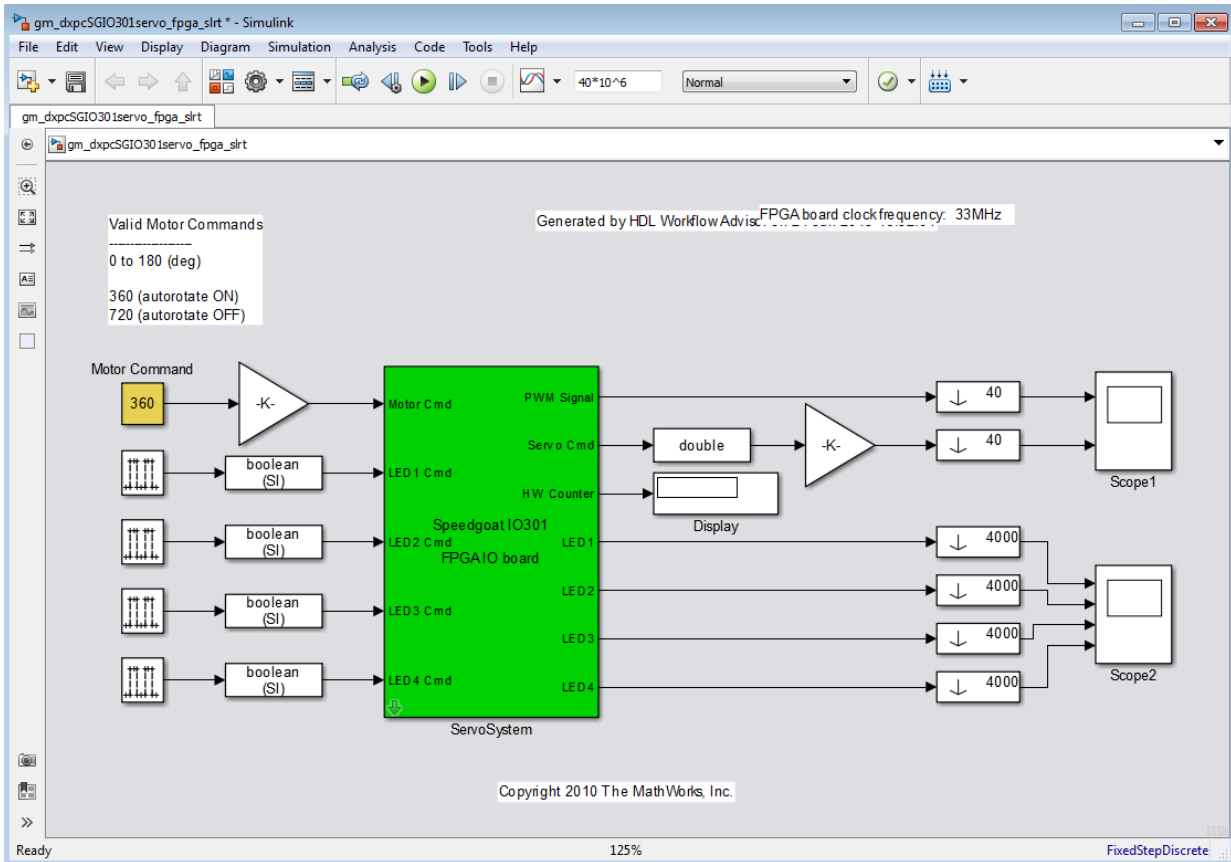 gm_dxpcSGIO301servo_fpga_slrt * - Simulink
File Edit View Display Diagram Simulation Analysis Code Tools Help
40*10^6 Normal
gm_dxpcSGIO301servo_fpga_slrt
gm_dxpcSGIO301servo_fpga_slrt
Valid Motor Commands
--------------------
0 to 180 (deg)
360 (autorotate ON)
720 (autorotate OFF)
Generated by HDL Workflow
FPGA board clock frequency: 33MHz
Motor Command
360
-K-
Motor Cmd
PWM Signal
40
boolean
(SI)
LED1 Cmd
Servo Cmd
double
-K-
40
Scope1
HW Counter
Display
boolean
(SI)
LED2 Cmd
Speedgoat IO301
FPGA IO board
LED1
4000
boolean
(SI)
LED3 Cmd
LED2
4000
LED3
4000
boolean
(SI)
LED4 Cmd
LED4
4000
Scope2
ServoSystem
Copyright 2010 The MathWorks, Inc.
Ready 125% FixedStepDiscrete